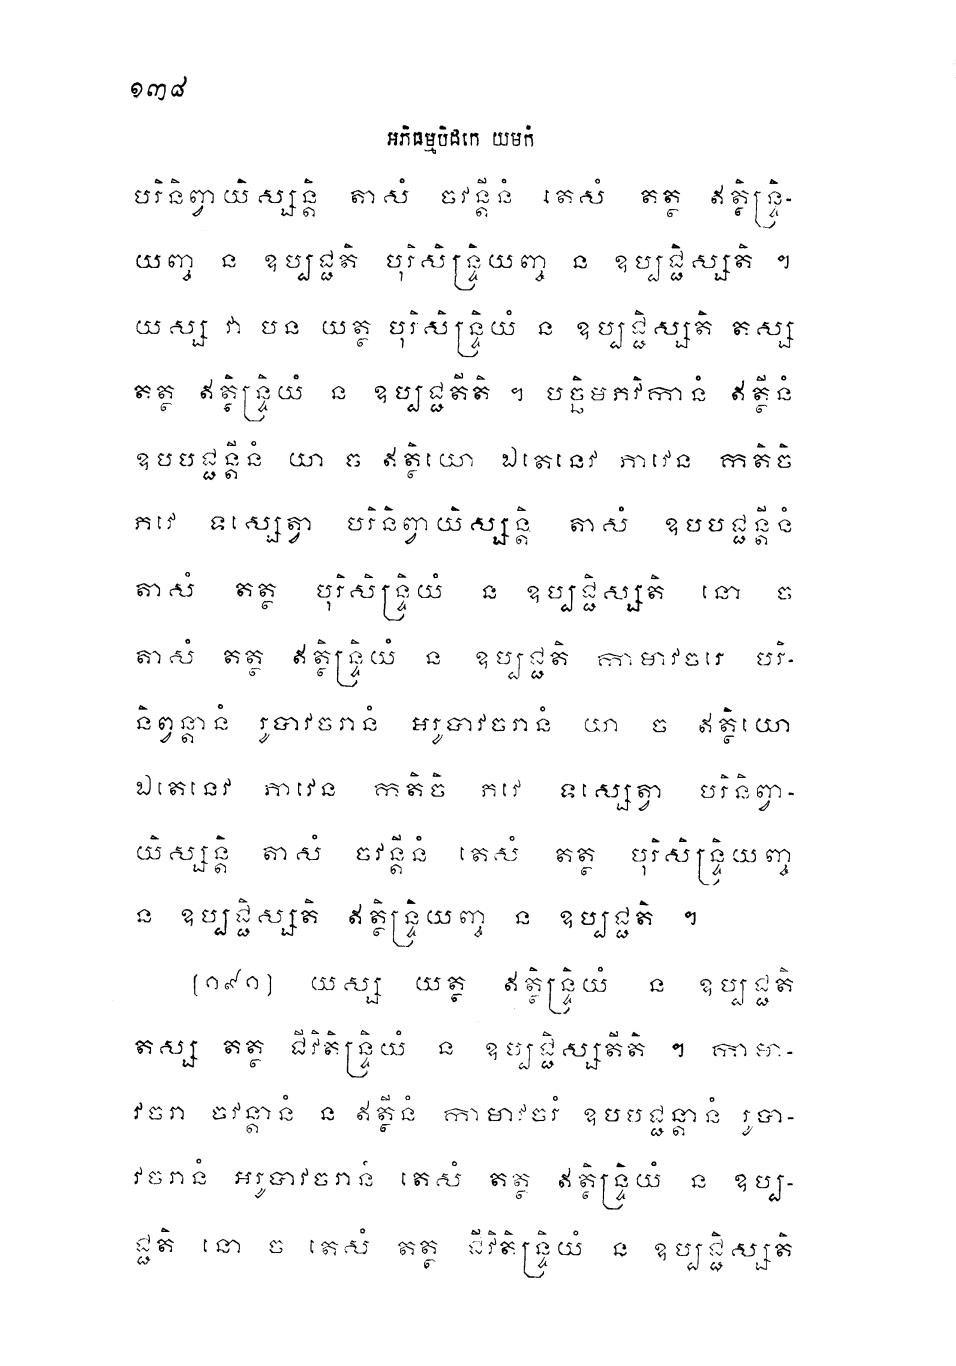 ១៣៨
អភិធម្មបិដកេ យមកំ
បរិនិព្វាយិស្សន្តិ តាសំ ចវន្តីនំ តេសំ តត្ថ ឥត្ថិន្ទ្រិ-
យញ្ច ន ឧប្បជ្ជតិ បុរិសិន្ទ្រិយញ្ច ន ឧប្បជ្ជិស្សតិ ។
យស្ស វា បន យត្ថ បុរិសិន្ទ្រិយំ ន ឧប្បជ្ជិស្សតិ តស្ស
តត្ថ ឥត្ថិន្ទ្រិយំ ន ឧប្បជ្ជតីតិ ។ បច្ឆិមភវិកានំ ឥត្ថីនំ
ឧបបជ្ជន្តីនំ យា ច ឥត្ថិយោ ឯតេនេវ ភាវេន កតិចិ
ភវេ ទស្សេត្វា បរិនិព្វាយិស្សន្តិ តាសំ ឧបបជ្ជន្តីនំ
តាសំ តត្ថ បុរិសិន្ទ្រិយំ ន ឧប្បជ្ជិស្សតិ នោ ច
តាសំ តត្ថ ឥត្ថិន្ទ្រិយំ ន ឧប្បជ្ជតិ កាមាវចរេ បរិ-
និព្វន្តានំ រូបាវចរានំ អរូបាវចរានំ យា ច ឥត្ថិយោ
ឯតេនេវ ភាវេន កតិចិ ភវេ ទស្សេត្វា បរិនិព្វា-
យិស្សន្តិ តាសំ ចវន្តីនំ តេសំ តត្ថ បុរិសិន្ទ្រិយញ្ច
ន ឧប្បជ្ជិស្សតិ ឥត្ថិន្ទ្រិយញ្ច ន ឧប្បជ្ជតិ ។
(១៩១) យស្ស យត្ថ ឥត្ថិន្ទ្រិយំ ន ឧប្បជ្ជតិ
តស្ស តត្ថ ជីវិតិន្ទ្រិយំ ន ឧប្បជ្ជិស្សតីតិ ។ កាមា-
វចរា ចវន្តានំ ន ឥត្ថីនំ កាមាវចរំ ឧបបជ្ជន្តានំ រូបា-
វចរានំ អរូបាវចរានំ តេសំ តត្ថ ឥត្ថិន្ទ្រិយំ ន ឧប្ប-
ជ្ជតិ នោ ច តេសំ តត្ថ ជីវិតិន្ទ្រិយំ ន ឧប្បជ្ជិស្សតិ